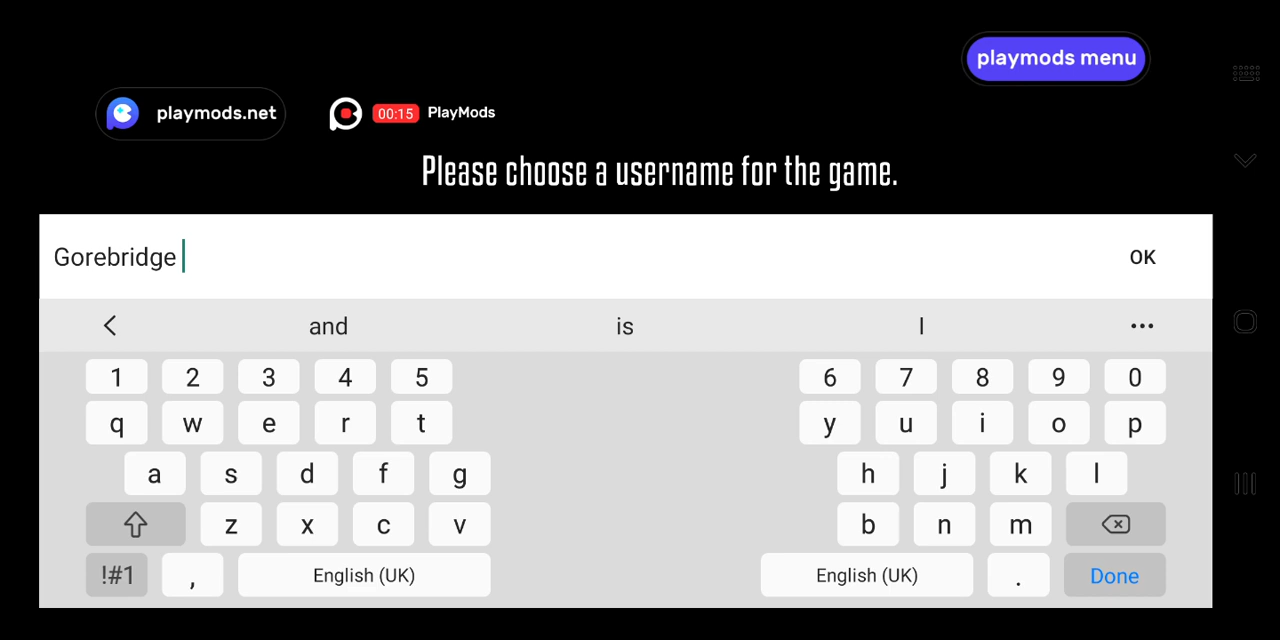 playmods menu
playmods.net
00:15 PlayMods
Please choose a username for the game.
Gorebridge
OK
and is I
1 2 3 4 5 6 7 8 9 0
q w e r t y u i o p
a s d f g h j k l
z x c v b n m
!#1 , English (UK) English (UK) . Done